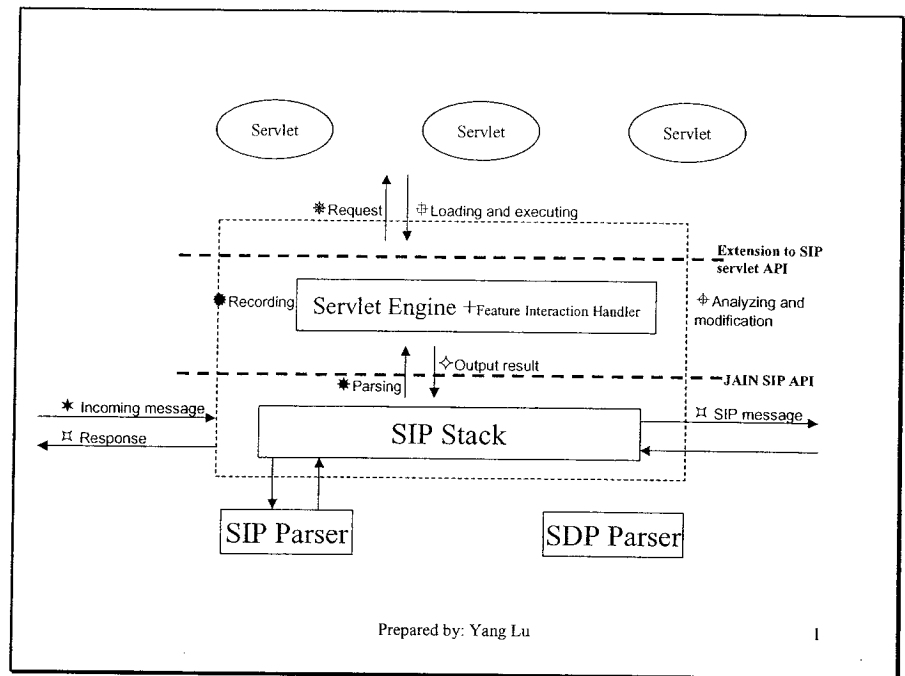 Servlet Servlet Servlet
Request Loading and executing
Extension to SIP
servlet API
Recording Servlet Engine + Feature Interaction Handler Analyzing and
modification
Output result
Parsing JAIN SIP API
Incoming message SIP message
Response SIP Stack
SIP Parser SDP Parser
Prepared by: Yang Lu 1